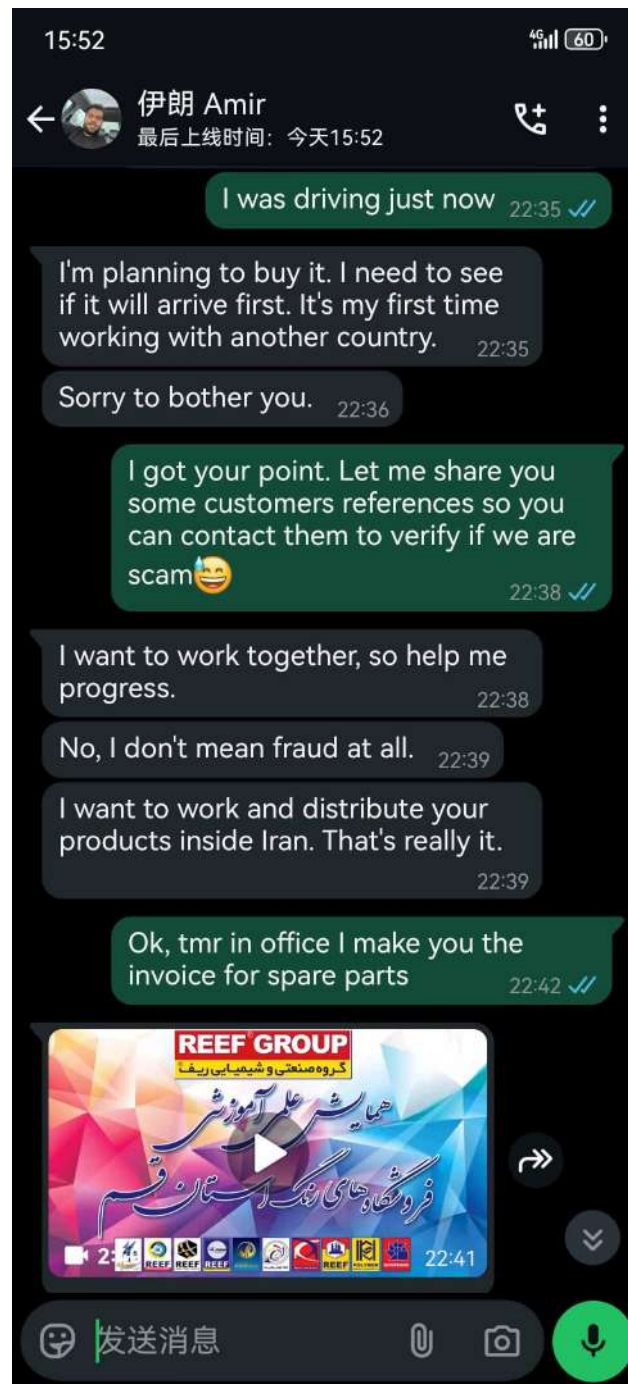 15:52
4G
60
伊朗 Amir
最后上线时间：今天15:52
I was driving just now
22:35
I'm planning to buy it. I need to see
if it will arrive first. It's my first time
working with another country.
22:35
Sorry to bother you.
22:36
I got your point. Let me share you
some customers references so you
can contact them to verify if we are
scam😅
22:38
I want to work together, so help me
progress.
22:38
No, I don't mean fraud at all.
22:39
I want to work and distribute your
products inside Iran. That's really it.
22:39
Ok, tmr in office I make you the
invoice for spare parts
22:42
REEF GROUP
گروه صنعتی و شیمیایی ریف
همایش علمی آموزشی
فروشگاه های رنگ استان قم
REEF
REEF
REEF
REEF
22:41
发送消息